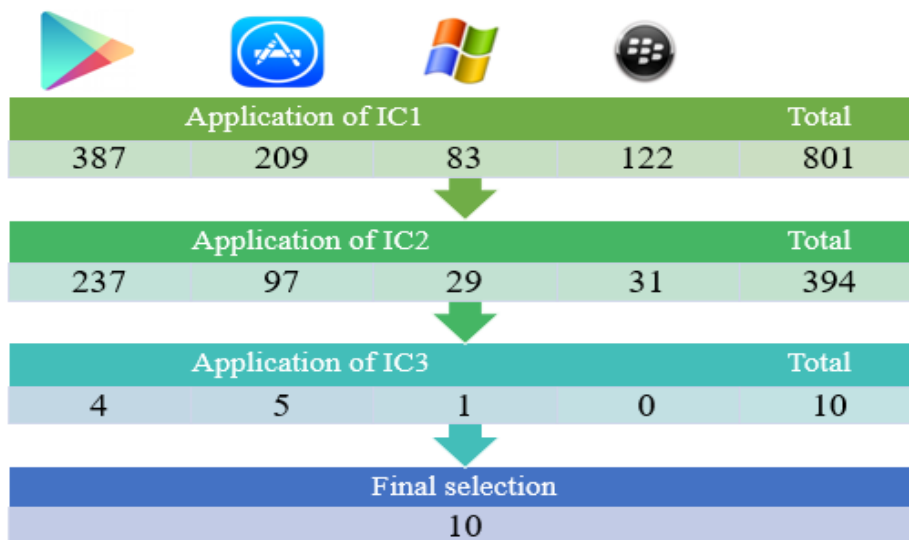 Application of IC1 Total
387 209 83 122 801
Application of IC2 Total
237 97 29 31 394
Application of IC3 Total
4 5 1 0 10
Final selection
10